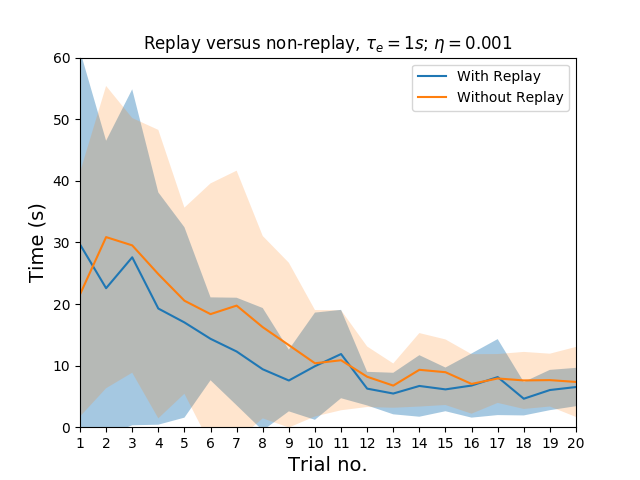 Replay versus non-replay, τ_e = 1s; η = 0.001
60
50
40
30
20
10
0
Time (s)
With Replay
Without Replay
1 2 3 4 5 6 7 8 9 10 11 12 13 14 15 16 17 18 19 20
Trial no.